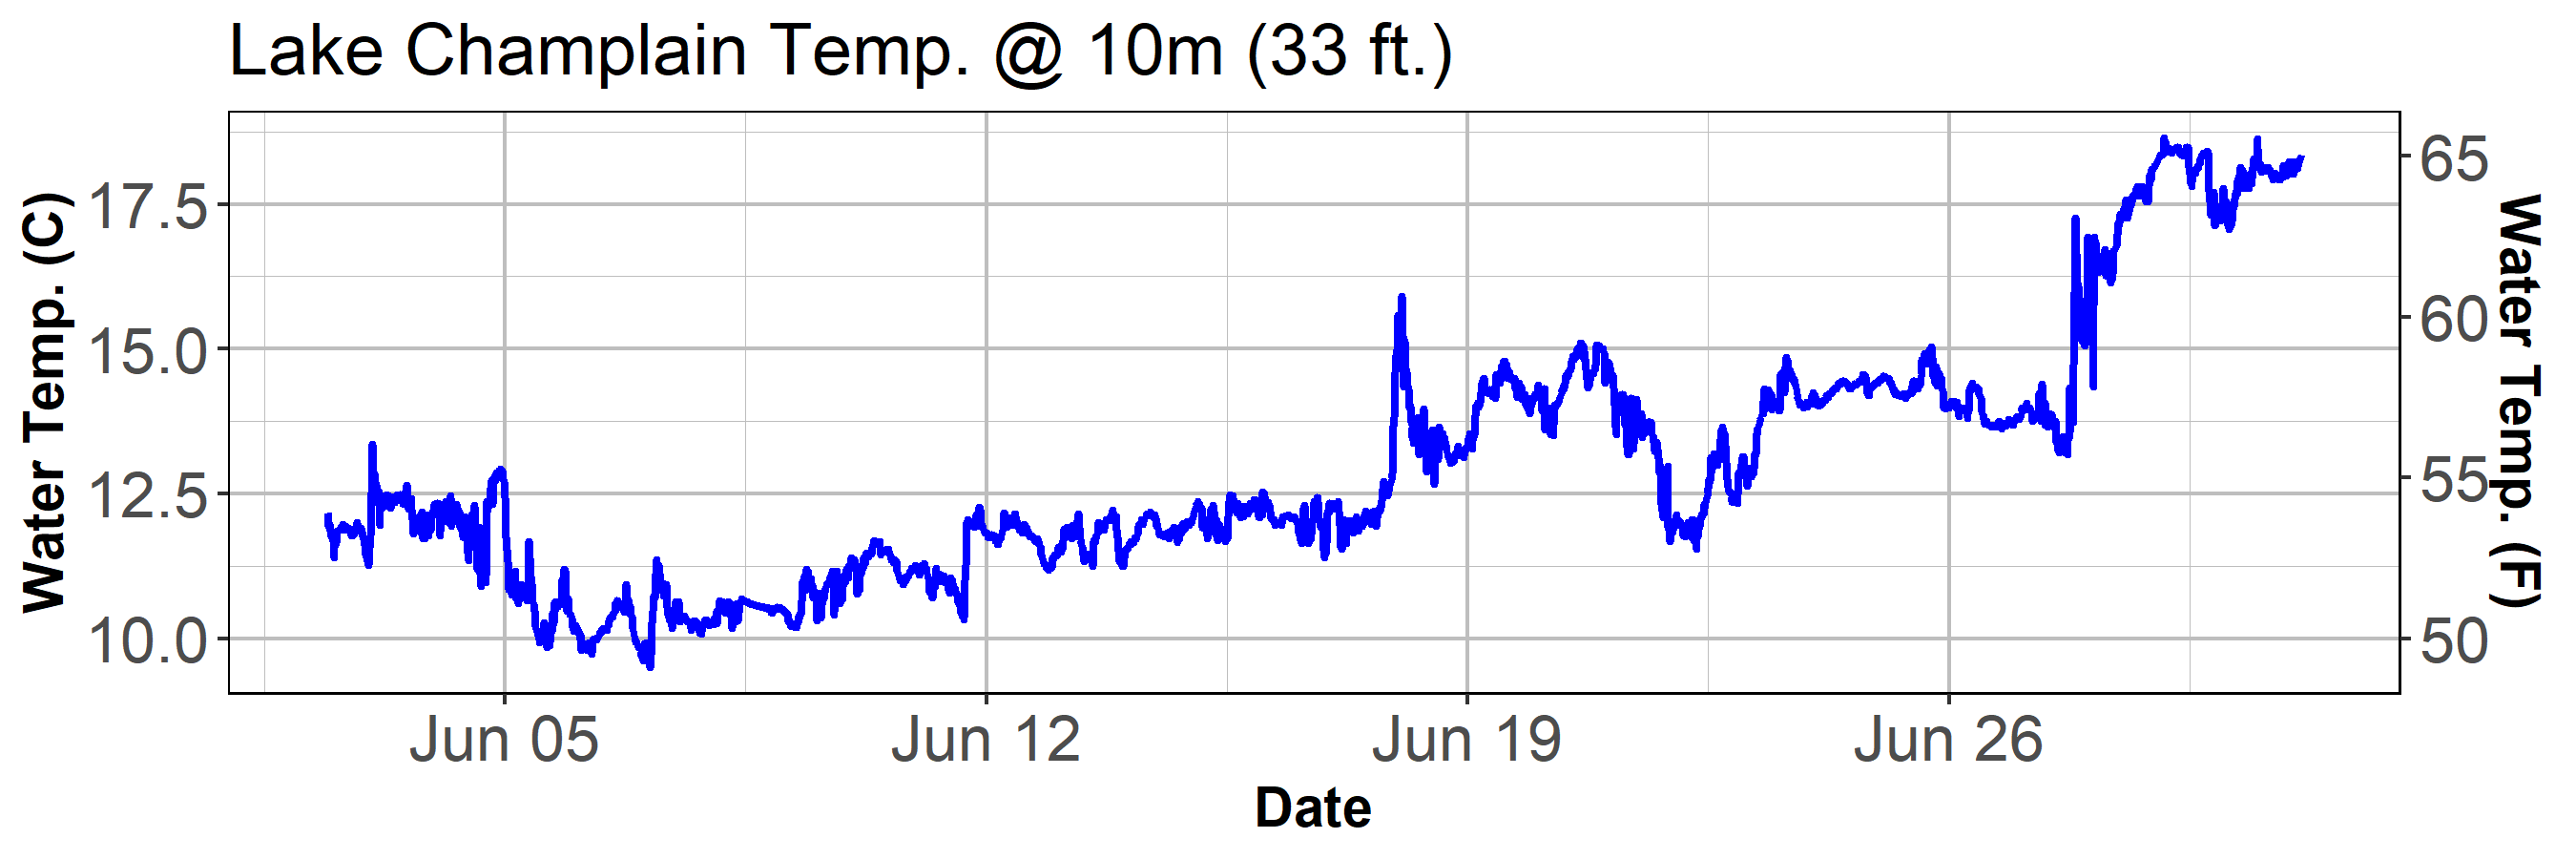 Lake Champlain Temp. @ 10m (33 ft.)
Water Temp. (C)
17.5
15.0
12.5
10.0
65
60
55
50
Water Temp. (F)
Jun 05 Jun 12 Jun 19 Jun 26
Date